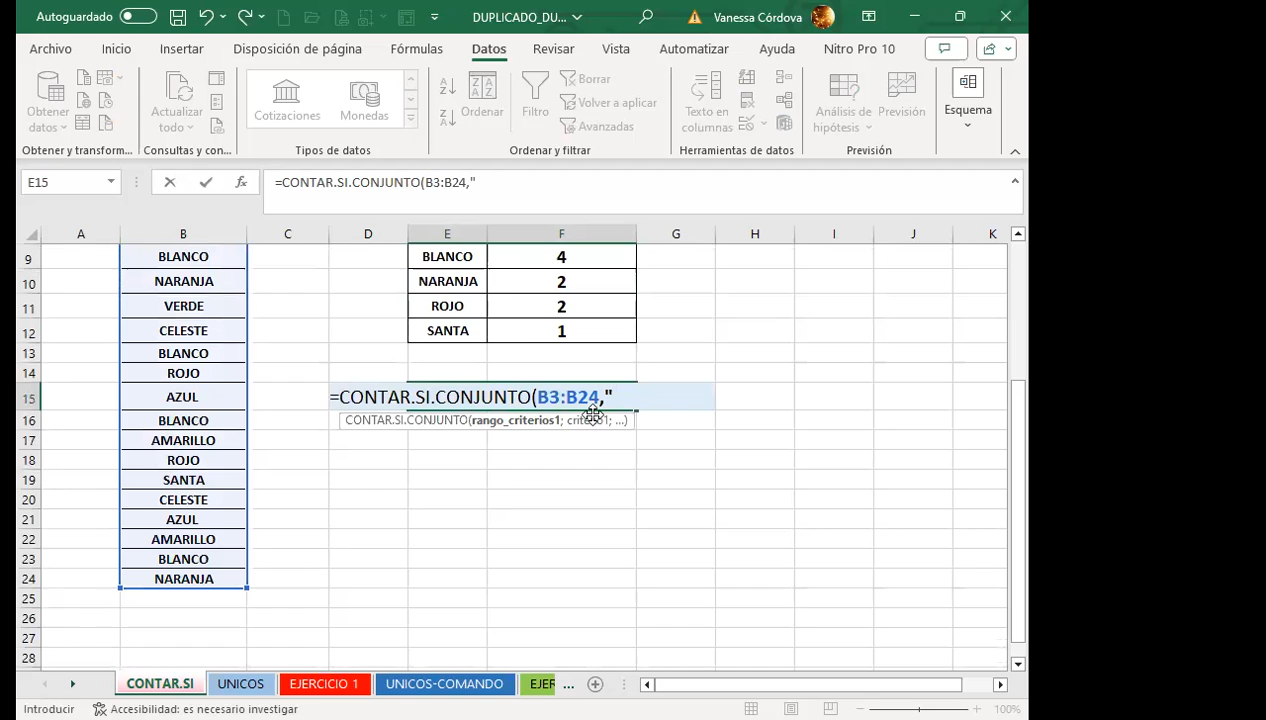 Autoguardado DUPLICADO_DU... Vanessa Córdova
Archivo Inicio Insertar Disposición de página Fórmulas Datos Revisar Vista Automatizar Ayuda Nitro Pro 10
Obtener datos
Actualizar todo
Cotizaciones Monedas
Ordenar
Filtro
Borrar
Volver a aplicar
Avanzadas
Texto en columnas
Análisis de hipótesis
Previsión
Esquema
Obtener y transform... Consultas y con... Tipos de datos Ordenar y filtrar Herramientas de datos Previsión
E15 fx =CONTAR.SI.CONJUNTO(B3:B24,"
A B C D E F G H I J K
9 BLANCO BLANCO 4
10 NARANJA NARANJA 2
11 VERDE ROJO 2
12 CELESTE SANTA 1
13 BLANCO
14 ROJO
15 AZUL =CONTAR.SI.CONJUNTO(B3:B24,"
16 BLANCO CONTAR.SI.CONJUNTO(rango_criterios1; criterio1; ...)
17 AMARILLO
18 ROJO
19 SANTA
20 CELESTE
21 AZUL
22 AMARILLO
23 BLANCO
24 NARANJA
25
26
27
28
CONTAR.SI UNICOS EJERCICIO 1 UNICOS-COMANDO EJER ...
Introducir Accesibilidad: es necesario investigar 100%